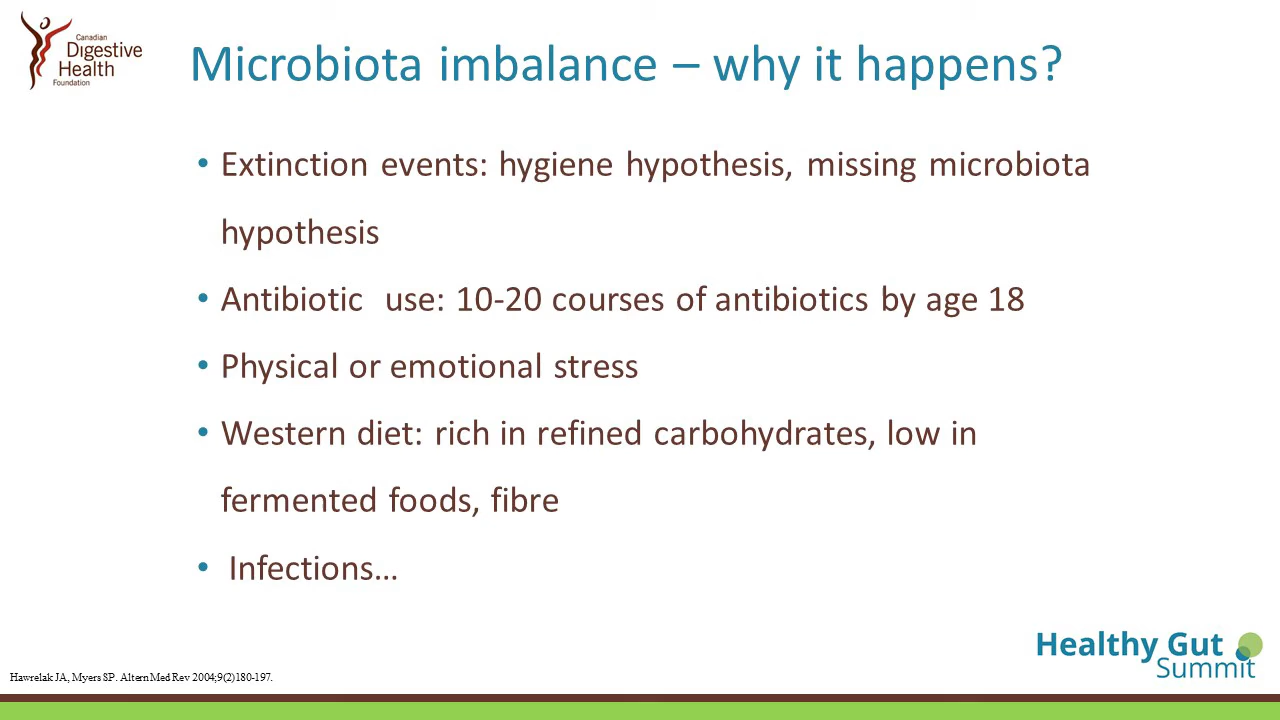 Canadian
Digestive
Health
Foundation
Microbiota imbalance – why it happens?
• Extinction events: hygiene hypothesis, missing microbiota
hypothesis
• Antibiotic  use: 10-20 courses of antibiotics by age 18
• Physical or emotional stress
• Western diet: rich in refined carbohydrates, low in
fermented foods, fibre
• Infections…
Healthy Gut
Summit
Hawrelak JA, Myers SP. Altern Med Rev 2004;9(2)180-197.